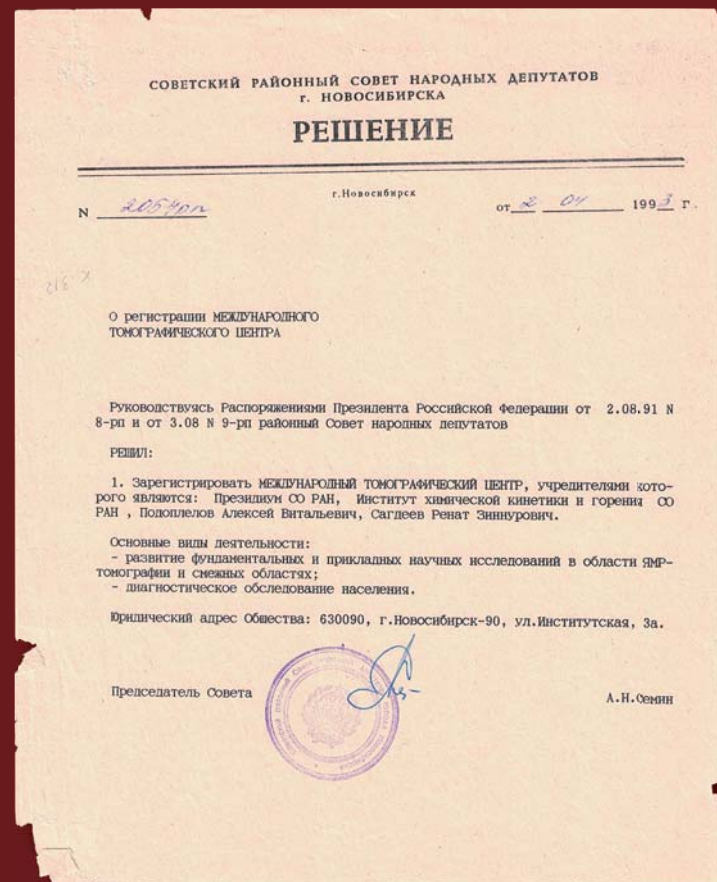 СОВЕТСКИЙ РАЙОННЫЙ СОВЕТ НАРОДНЫХ ДЕПУТАТОВ
г. НОВОСИБИРСКА
РЕШЕНИЕ
г.Новосибирск
N 2054рп от 2 04 1993 г.
К 312
О регистрации МЕЖДУНАРОДНОГО
ТОМОГРАФИЧЕСКОГО ЦЕНТРА
Руководствуясь Распоряжениями Президента Российской Федерации от 2.08.91 N
8-рп и от 3.08 N 9-рп районный Совет народных депутатов
РЕШИЛ:
1. Зарегистрировать МЕЖДУНАРОДНЫЙ ТОМОГРАФИЧЕСКИЙ ЦЕНТР, учредителями кото-
рого являются: Президиум СО РАН, Институт химической кинетики и горения СО
РАН , Подоплелов Алексей Витальевич, Сагдеев Ренат Зиннурович.
Основные виды деятельности:
- развитие фундаментальных и прикладных научных исследований в области ЯМР-
томографии и смежных областях;
- диагностическое обследование населения.
Юридический адрес Общества: 630090, г.Новосибирск-90, ул.Институтская, 3а.
Председатель Совета
А.Н.Семин